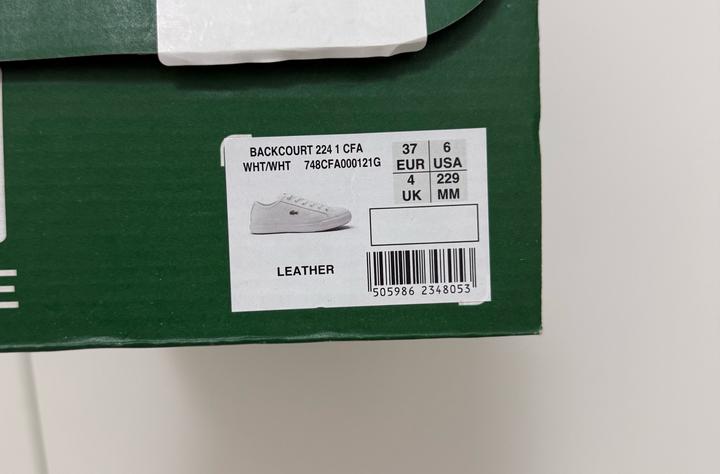 BACKCOURT 224 1 CFA
WHT/WHT 748CFA000121G
37 EUR
6 USA
4 UK
229 MM
LEATHER
505986 2348053
E